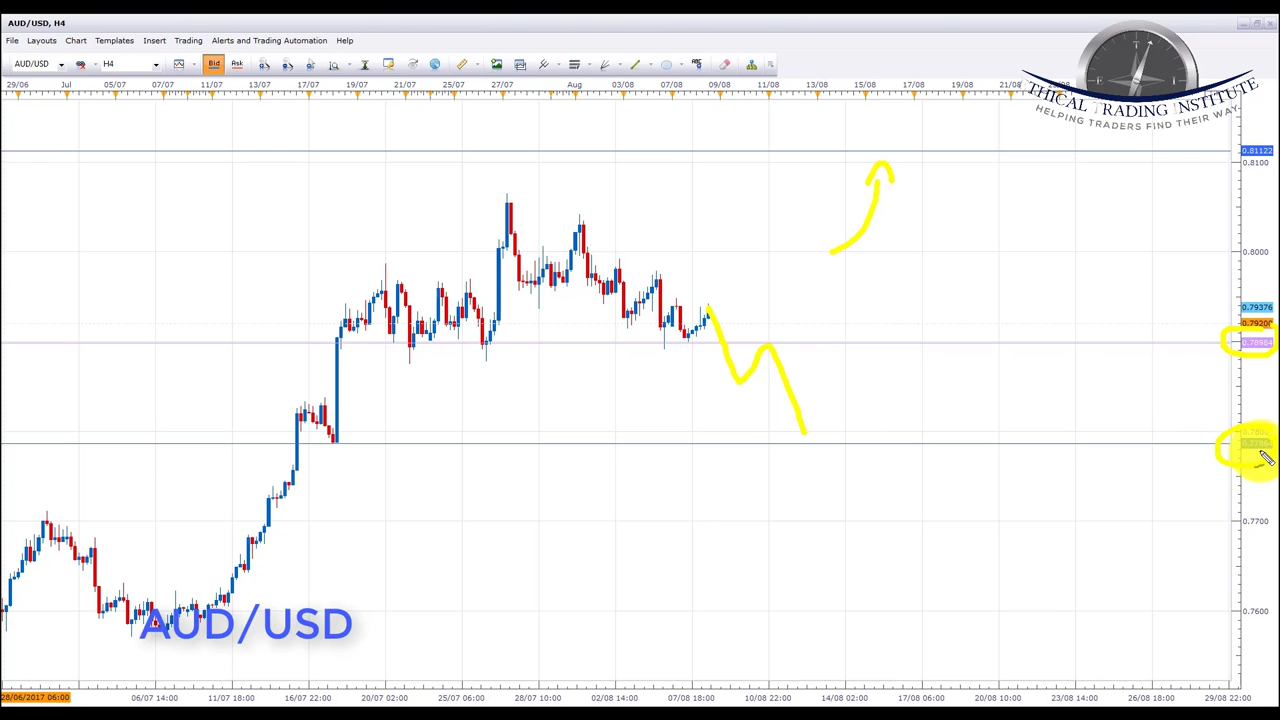 AUD/USD, H4
File Layouts Chart Templates Insert Trading Alerts and Trading Automation Help
AUD/USD H4 Bid Ask ABC
29/06 Jul 05/07 07/07 11/07 13/07 17/07 19/07 21/07 25/07 27/07 Aug 03/08 07/08 09/08 11/08 13/08 15/08 17/08 19/08 21/08
THICAL TRADING INSTITUTE
HELPING TRADERS FIND THEIR WAY
0.81122
0.8100
0.8000
0.79376
0.7920
0.78984
0.7700
0.7600
AUD/USD
28/06/2017 06:00 06/07 14:00 11/07 18:00 16/07 22:00 20/07 02:00 25/07 06:00 28/07 10:00 02/08 14:00 07/08 18:00 10/08 22:00 14/08 02:00 18/08 06:00 20/08 10:00 23/08 14:00 26/08 18:00 29/08 22:00